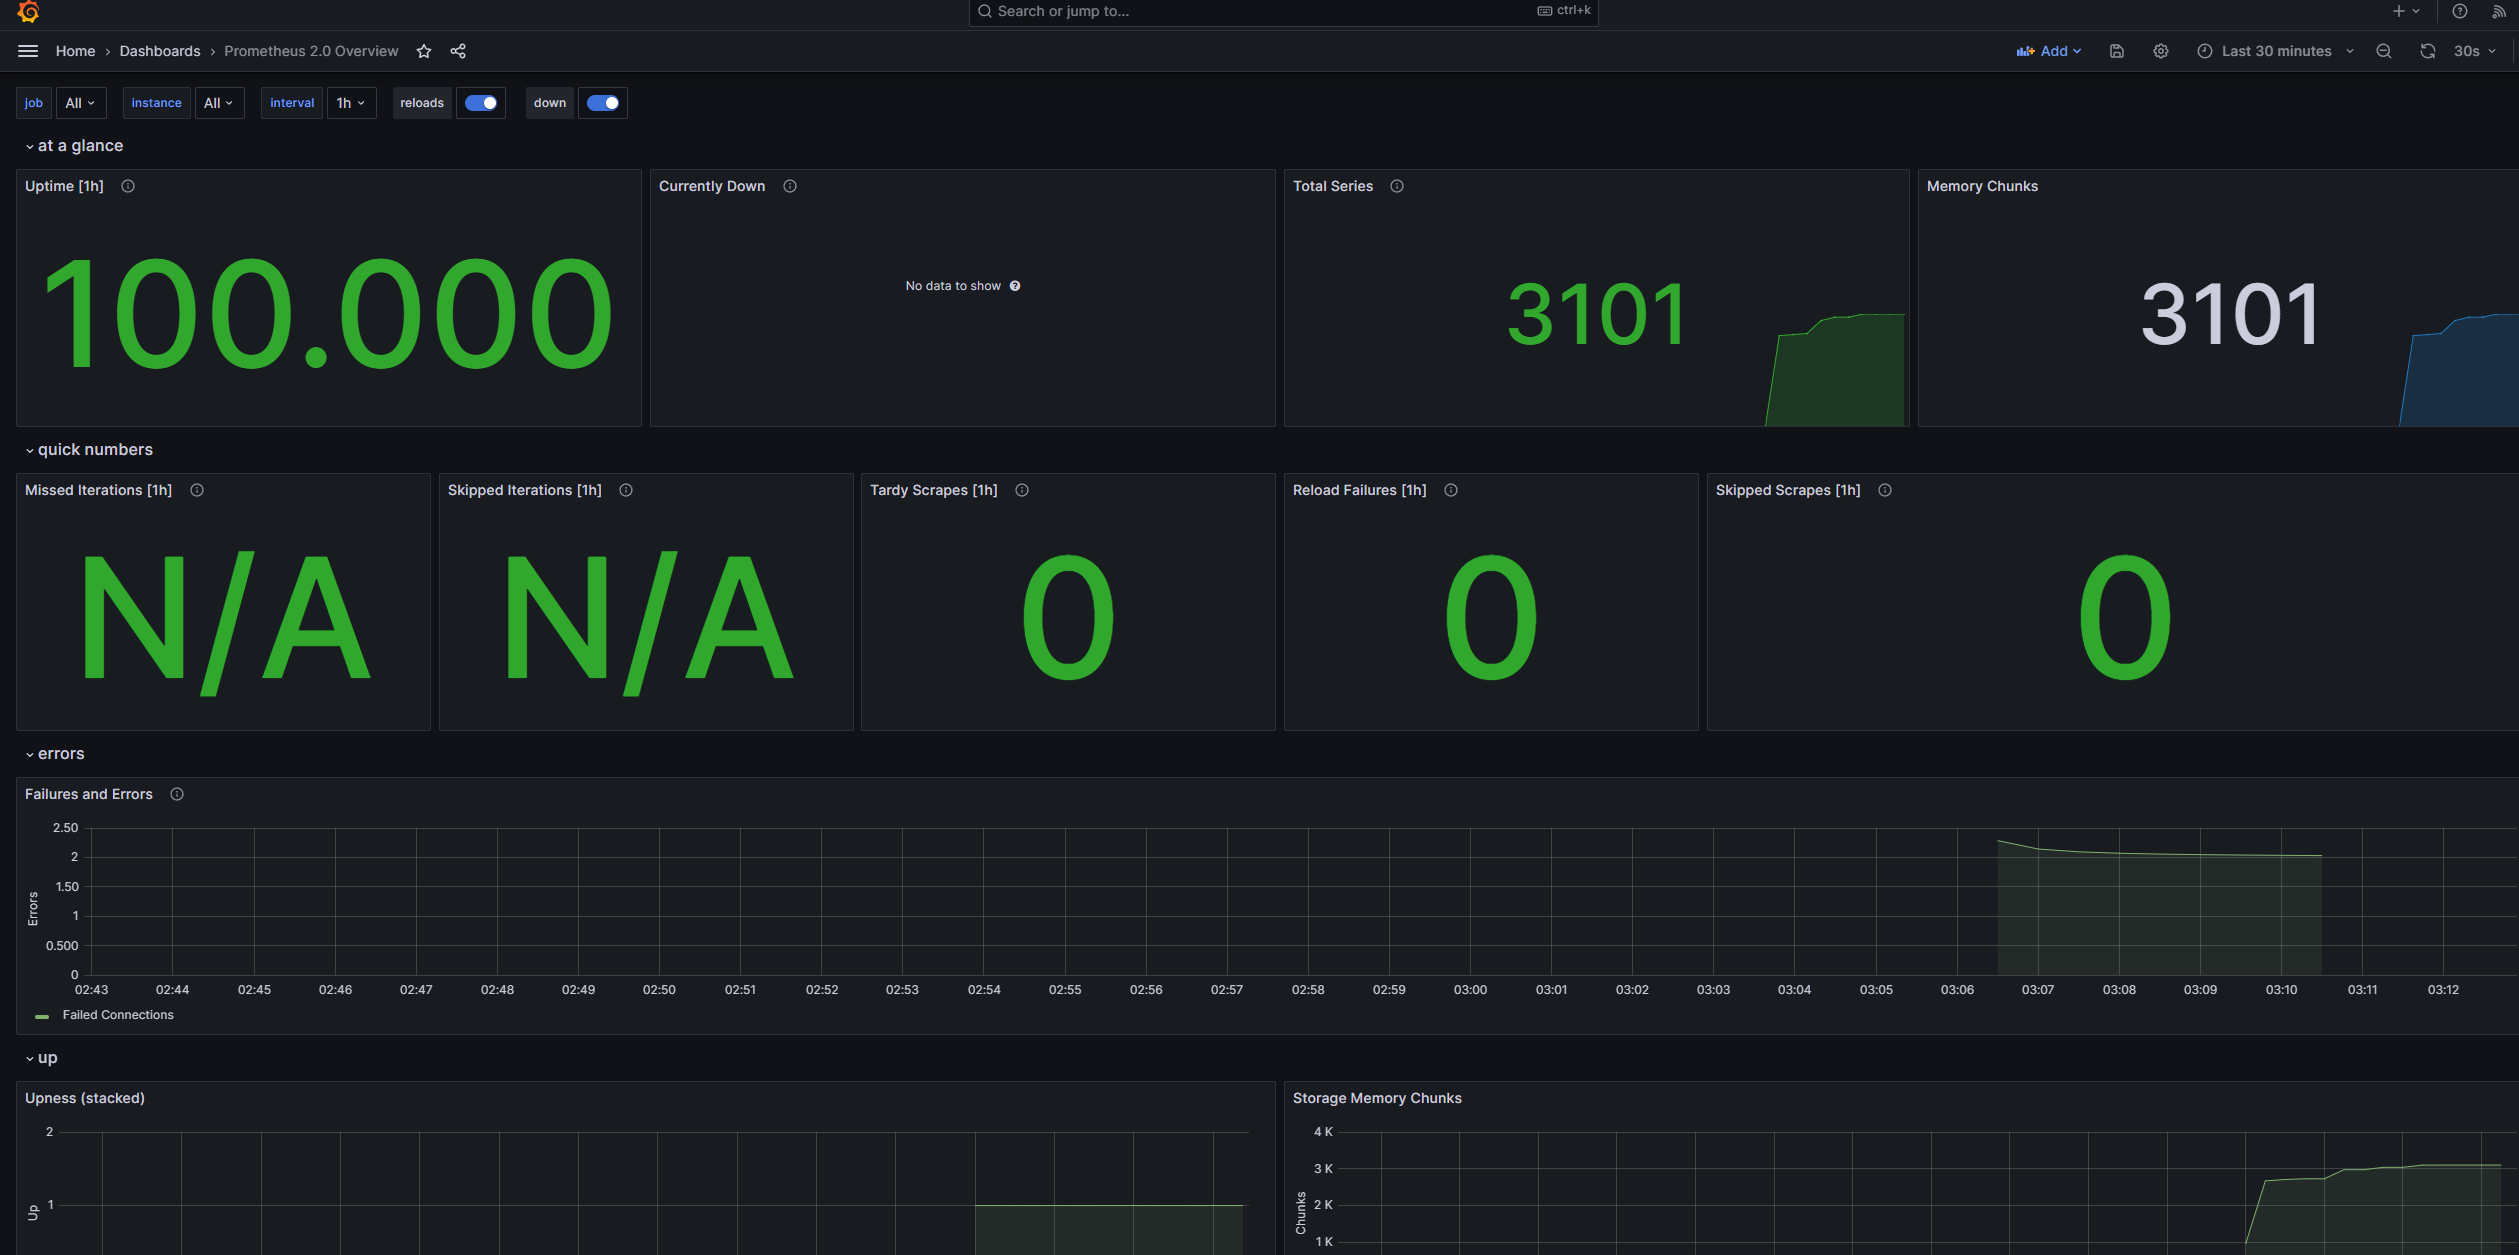 Search or jump to... ctrl+k
Home › Dashboards › Prometheus 2.0 Overview Add Last 30 minutes 30s
job All instance All interval 1h reloads down
at a glance
Uptime [1h] Currently Down Total Series Memory Chunks
100.000 No data to show 3101 3101
quick numbers
Missed Iterations [1h] Skipped Iterations [1h] Tardy Scrapes [1h] Reload Failures [1h] Skipped Scrapes [1h]
N/A N/A 0 0 0
errors
Failures and Errors
2.50
2
1.50
1
0.500
0
Errors
02:43 02:44 02:45 02:46 02:47 02:48 02:49 02:50 02:51 02:52 02:53 02:54 02:55 02:56 02:57 02:58 02:59 03:00 03:01 03:02 03:03 03:04 03:05 03:06 03:07 03:08 03:09 03:10 03:11 03:12
Failed Connections
up
Upness (stacked)
2
1
Up
Storage Memory Chunks
4 K
3 K
2 K
1 K
Chunks